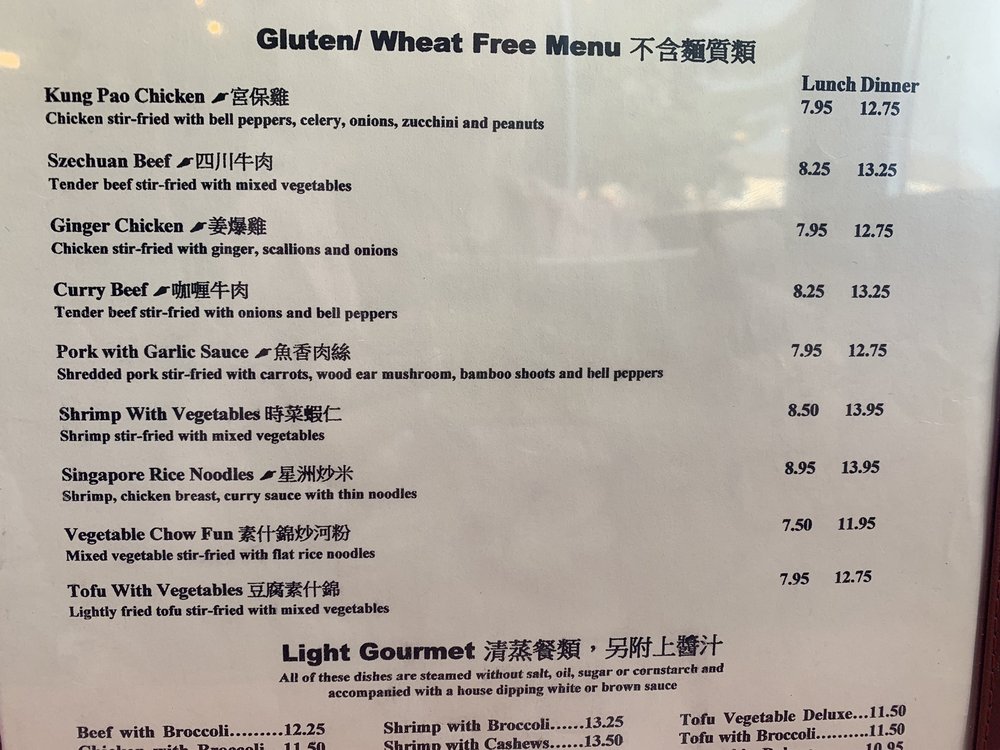 Gluten/ Wheat Free Menu 不含麵質類
Lunch Dinner
Kung Pao Chicken 宮保雞 7.95 12.75
Chicken stir-fried with bell peppers, celery, onions, zucchini and peanuts
Szechuan Beef 四川牛肉 8.25 13.25
Tender beef stir-fried with mixed vegetables
Ginger Chicken 姜爆雞 7.95 12.75
Chicken stir-fried with ginger, scallions and onions
Curry Beef 咖喱牛肉 8.25 13.25
Tender beef stir-fried with onions and bell peppers
Pork with Garlic Sauce 魚香肉絲 7.95 12.75
Shredded pork stir-fried with carrots, wood ear mushroom, bamboo shoots and bell peppers
Shrimp With Vegetables 時菜蝦仁 8.50 13.95
Shrimp stir-fried with mixed vegetables
Singapore Rice Noodles 星洲炒米 8.95 13.95
Shrimp, chicken breast, curry sauce with thin noodles
Vegetable Chow Fun 素什錦炒河粉 7.50 11.95
Mixed vegetable stir-fried with flat rice noodles
Tofu With Vegetables 豆腐素什錦 7.95 12.75
Lightly fried tofu stir-fried with mixed vegetables
Light Gourmet 清蒸餐類，另附上醬汁
All of these dishes are steamed without salt, oil, sugar or cornstarch and
accompanied with a house dipping white or brown sauce
Beef with Broccoli.........12.25 Shrimp with Broccoli......13.25 Tofu Vegetable Deluxe...11.50
Chicken with Broccoli 11.50 Shrimp with Cashews......13.50 Tofu with Broccoli..........11.50
10.95